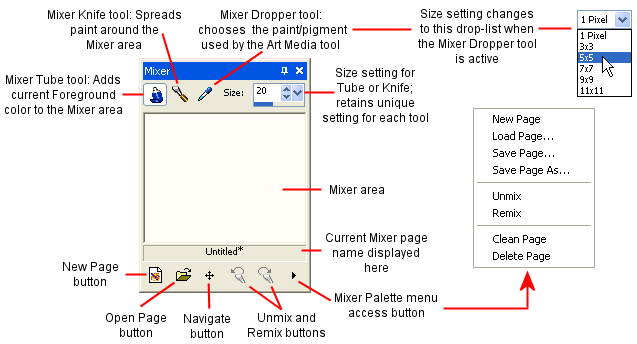 Mixer Knife tool: Spreads
paint around the
Mixer area
Mixer Dropper tool:
chooses the paint/pigment
used by the Art Media tool
Size setting changes
to this drop-list when
the Mixer Dropper tool
is active
1 Pixel
1 Pixel
3x3
5x5
7x7
9x9
11x11
Mixer Tube tool: Adds
current Foreground
color to the Mixer area
Mixer
Size:
20
Size setting for
Tube or Knife;
retains unique
setting for each tool
New Page
Load Page...
Save Page...
Save Page As...
Unmix
Remix
Clean Page
Delete Page
Mixer area
Untitled*
Current Mixer page
name displayed
here
New Page
button
Open Page
button
Navigate
button
Unmix and
Remix buttons
Mixer Palette menu
access button